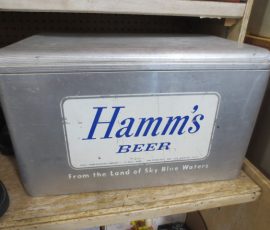 Hamm's
BEER
From the Land of Sky Blue Waters